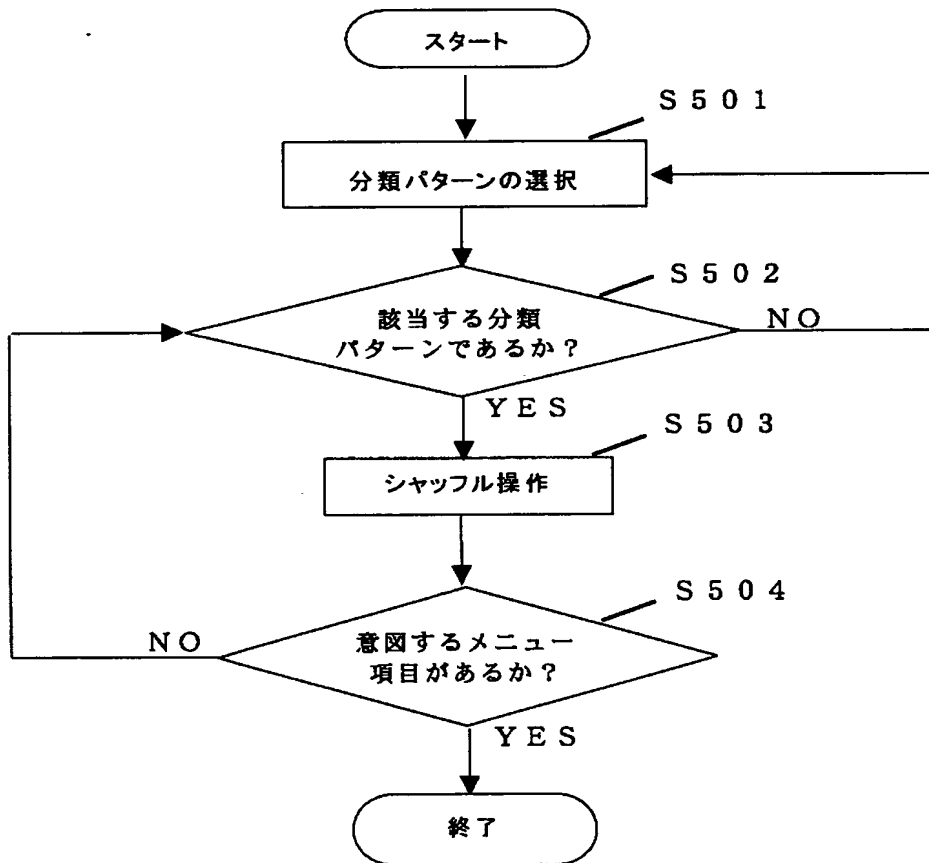 スタート
S501
分類パターンの選択
S502
該当する分類
パターンであるか?
NO
YES
S503
シャッフル操作
S504
意図するメニュー
項目があるか?
NO
YES
終了